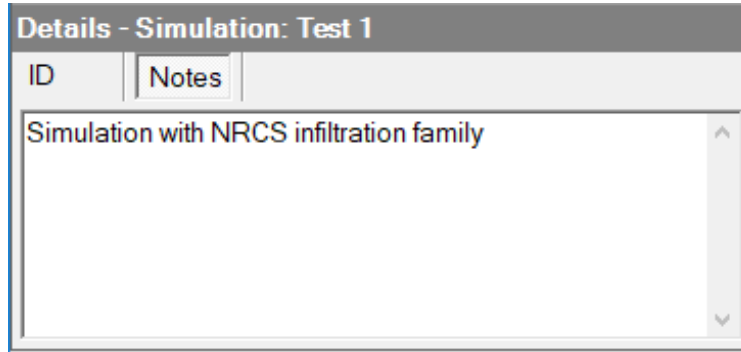 Details - Simulation: Test 1
ID Notes
Simulation with NRCS infiltration family